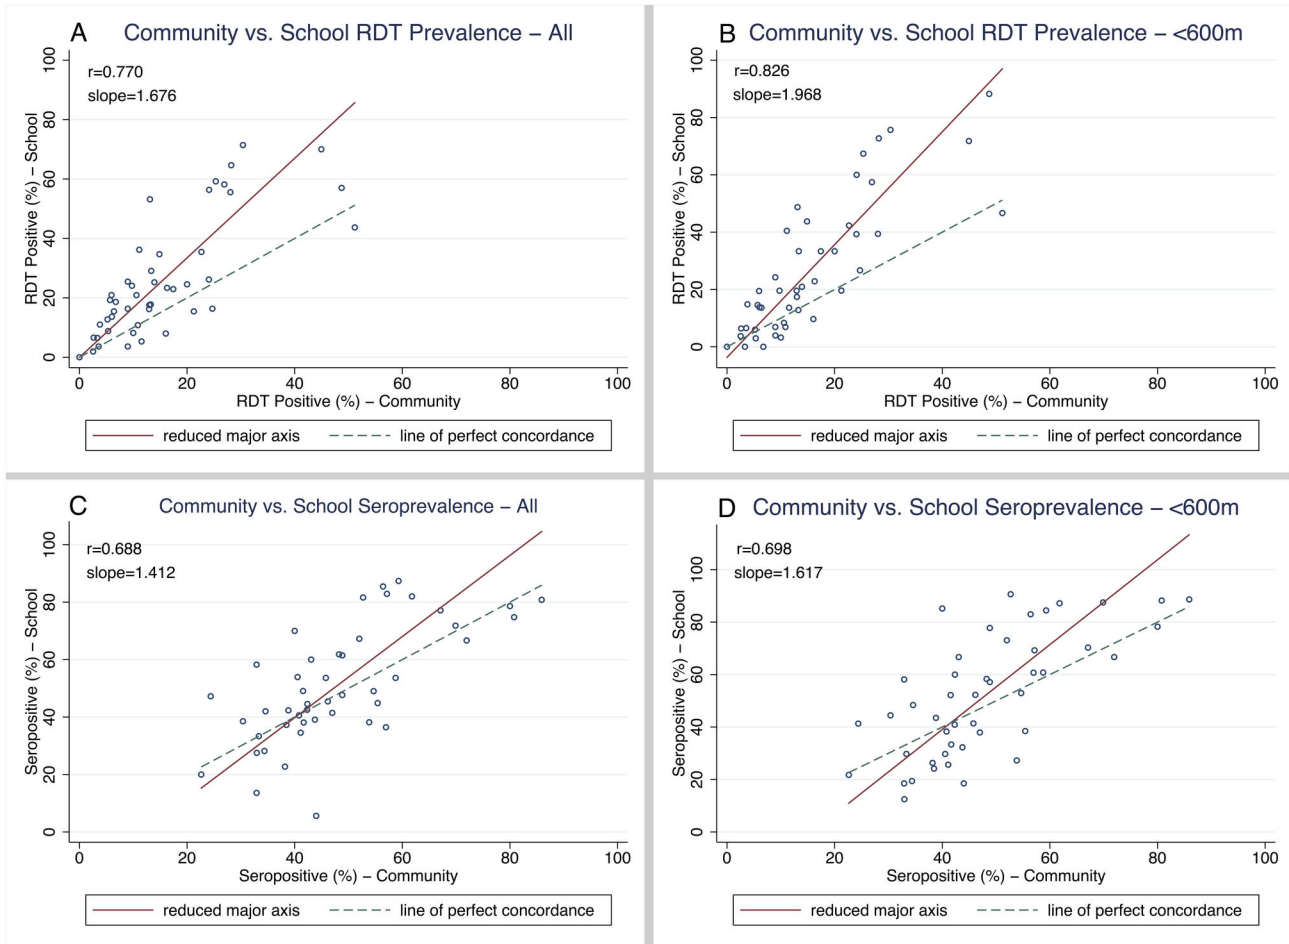 A Community vs. School RDT Prevalence – All
r=0.770
slope=1.676
RDT Positive (%) – School
0 20 40 60 80 100
0 20 40 60 80 100
RDT Positive (%) – Community
reduced major axis line of perfect concordance
B Community vs. School RDT Prevalence – <600m
r=0.826
slope=1.968
RDT Positive (%) – School
0 20 40 60 80 100
0 20 40 60 80 100
RDT Positive (%) – Community
reduced major axis line of perfect concordance
C Community vs. School Seroprevalence – All
r=0.688
slope=1.412
Seropositive (%) – School
0 20 40 60 80 100
0 20 40 60 80 100
Seropositive (%) – Community
reduced major axis line of perfect concordance
D Community vs. School Seroprevalence – <600m
r=0.698
slope=1.617
Seropositive (%) – School
0 20 40 60 80 100
0 20 40 60 80 100
Seropositive (%) – Community
reduced major axis line of perfect concordance